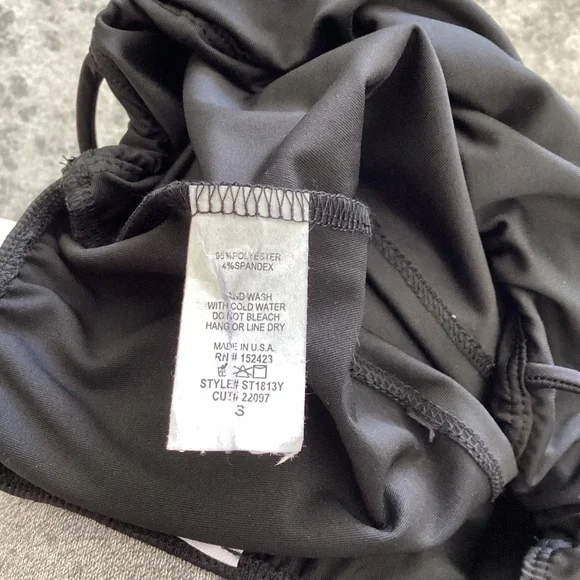 96%POLYESTER
4%SPANDEX
HAND WASH
WITH COLD WATER
DO NOT BLEACH
HANG OR LINE DRY
MADE IN U.S.A.
RN # 152423
STYLE# ST1813Y
CUT# 22097
S